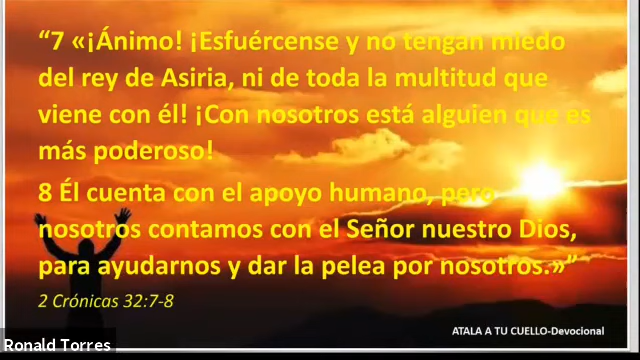 “7 «¡Ánimo! ¡Esfuércense y no tengan miedo
del rey de Asiria, ni de toda la multitud que
viene con él! ¡Con nosotros está alguien que es
más poderoso!
8 Él cuenta con el apoyo humano, pero
nosotros contamos con el Señor nuestro Dios,
para ayudarnos y dar la pelea por nosotros.»”
2 Crónicas 32:7-8
ATALA A TU CUELLO-Devocional
Ronald Torres